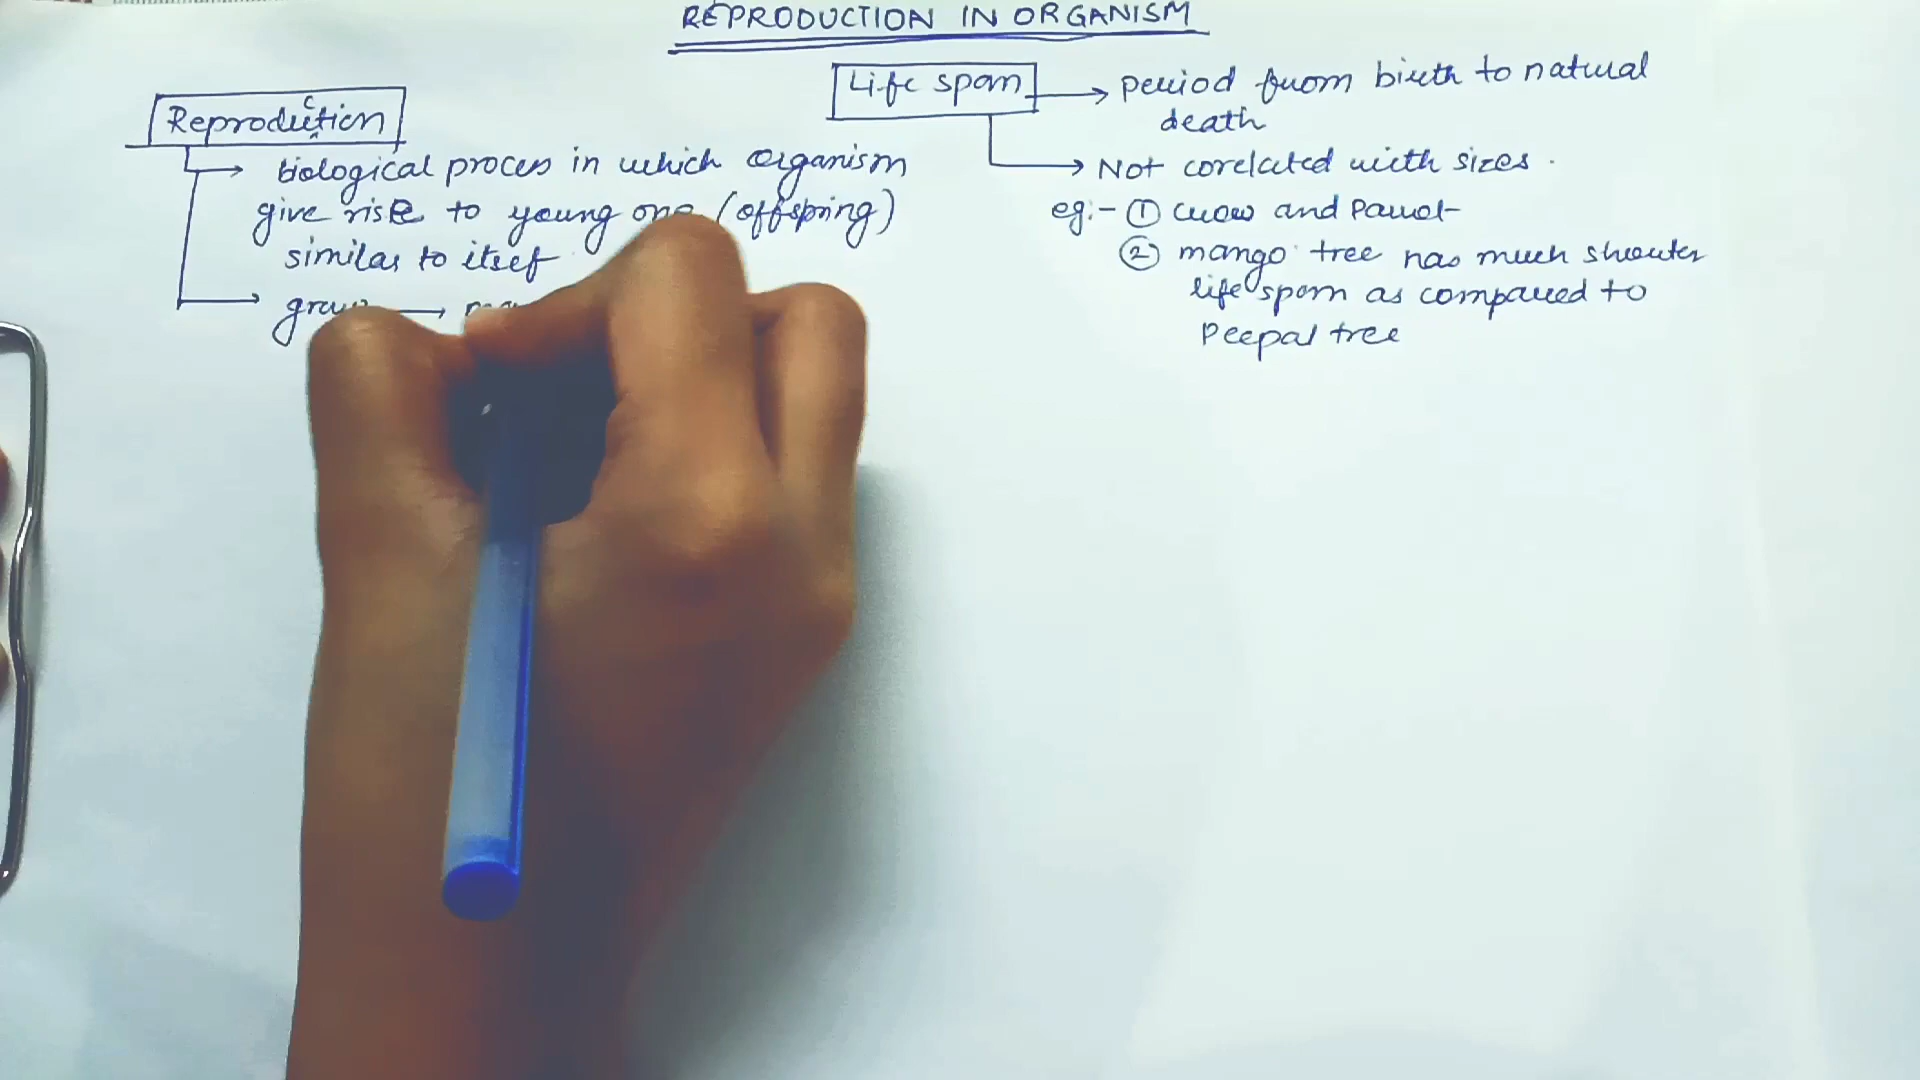 REPRODUCTION IN ORGANISM
Reproduction
biological proces in which organism
give rise to young one (offspring)
similar to itsef
Life span → period from birth to natural
death
→ Not corelated with sizes.
eg:- ① crow and Parrot
② mango tree has much shorter
life span as compared to
Peepal tree